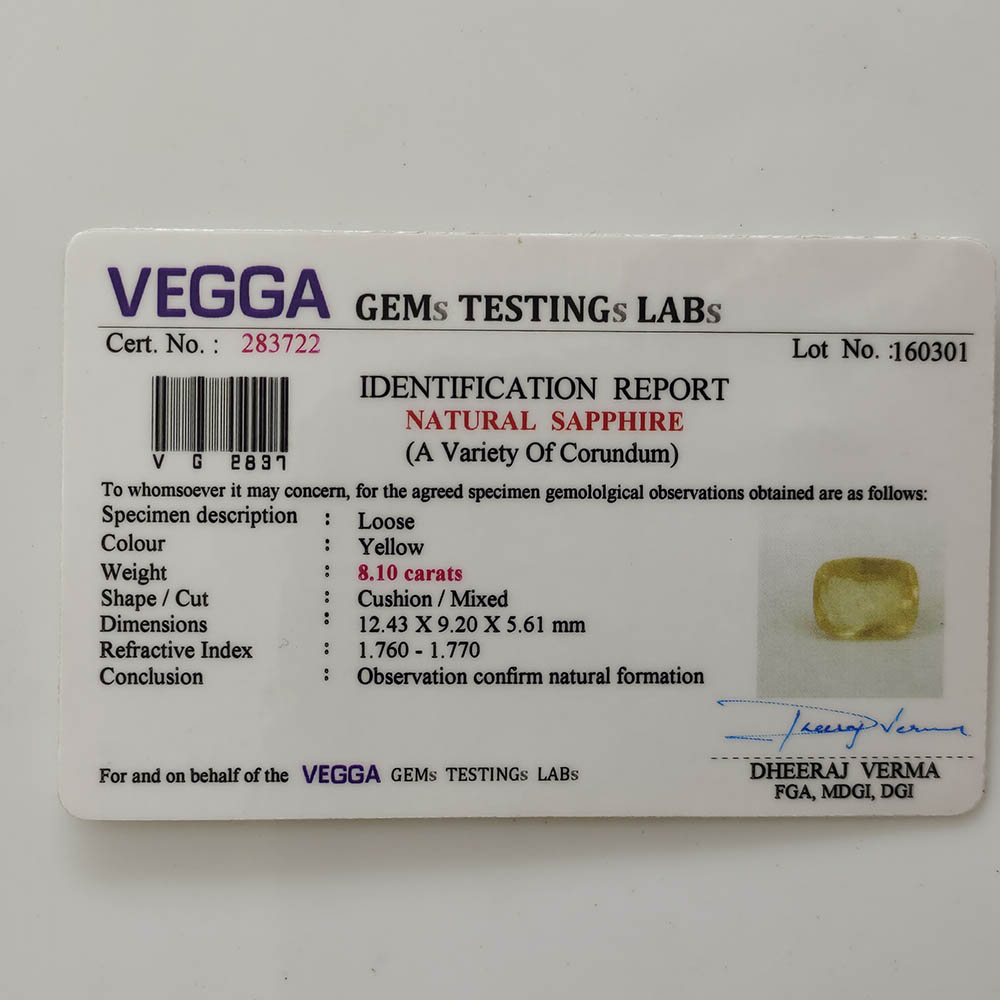 VEGGA GEMs TESTINGs LABs
Cert. No. : 283722
Lot No. :160301
IDENTIFICATION REPORT
NATURAL SAPPHIRE
(A Variety Of Corundum)
V G 2837
To whomsoever it may concern, for the agreed specimen gemololgical observations obtained are as follows:
Specimen description : Loose
Colour : Yellow
Weight : 8.10 carats
Shape / Cut : Cushion / Mixed
Dimensions : 12.43 X 9.20 X 5.61 mm
Refractive Index : 1.760 - 1.770
Conclusion : Observation confirm natural formation
Dheeraj Verma
For and on behalf of the VEGGA GEMs TESTINGs LABs
DHEERAJ VERMA
FGA, MDGI, DGI